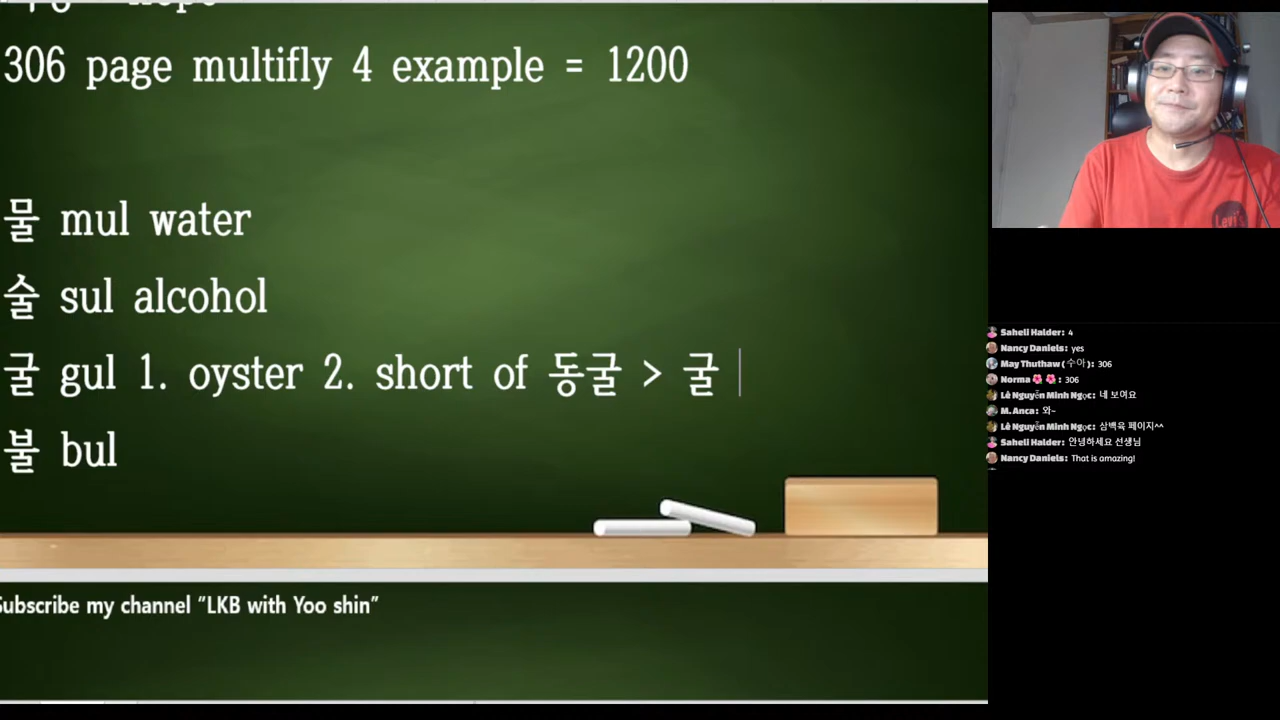 306 page multifly 4 example = 1200
물 mul water
술 sul alcohol
굴 gul 1. oyster 2. short of 동굴 > 굴
불 bul
Subscribe my channel “LKB with Yoo shin”
Levi's
Saheli Halder: 4
Nancy Daniels: yes
May Thuthaw ( 수아 ): 306
Norma 🌺 🌺 : 306
Lê Nguyễn Minh Ngọc: 네 보여요
M. Anca: 와~
Lê Nguyễn Minh Ngọc: 삼백육 페이지^^
Saheli Halder: 안녕하세요 선생님
Nancy Daniels: That is amazing!